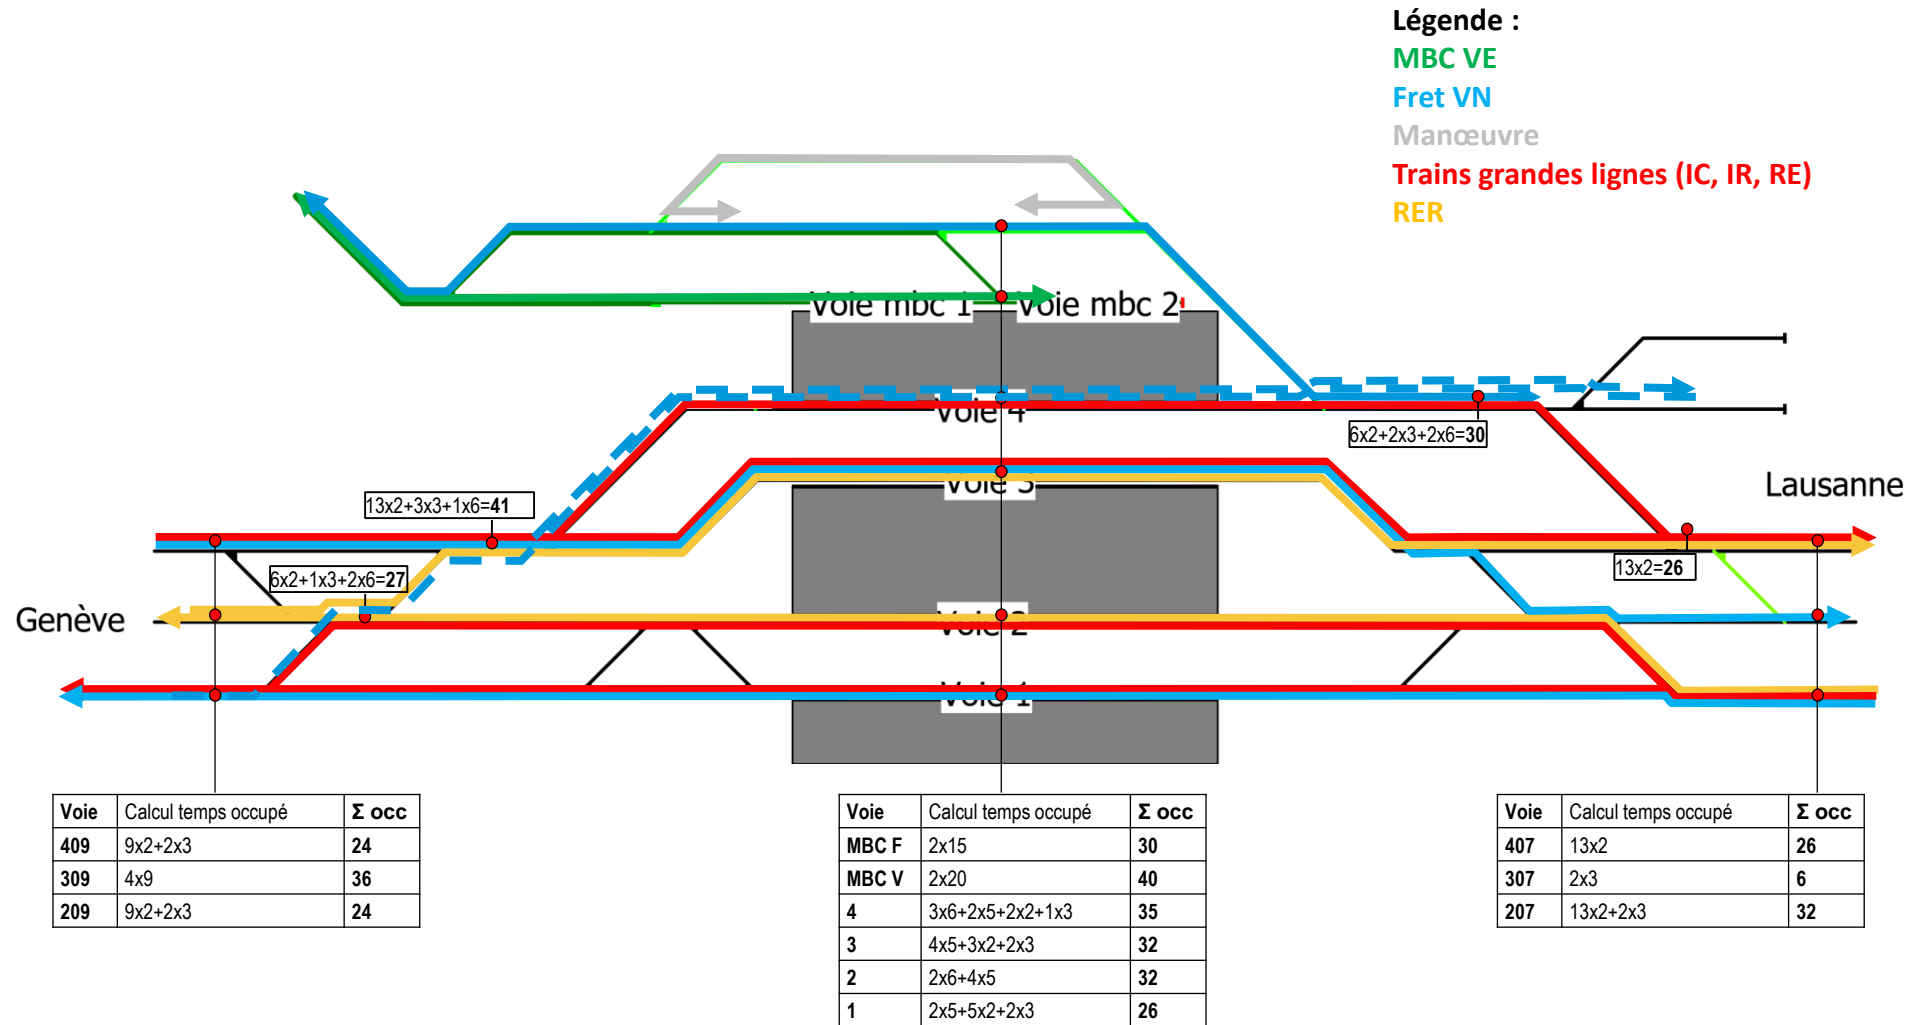 Légende :
MBC VE
Fret VN
Manœuvre
Trains grandes lignes (IC, IR, RE)
RER
Voie mbc 1
Voie mbc 2
Voie 4
6x2+2x3+2x6=30
Voie 3
Lausanne
13x2+3x3+1x6=41
13x2=26
6x2+1x3+2x6=27
Genève
Voie 2
Voie 1
Voie Calcul temps occupé Σ occ
409 9x2+2x3 24
309 4x9 36
209 9x2+2x3 24
Voie Calcul temps occupé Σ occ
MBC F 2x15 30
MBC V 2x20 40
4 3x6+2x5+2x2+1x3 35
3 4x5+3x2+2x3 32
2 2x6+4x5 32
1 2x5+5x2+2x3 26
Voie Calcul temps occupé Σ occ
407 13x2 26
307 2x3 6
207 13x2+2x3 32